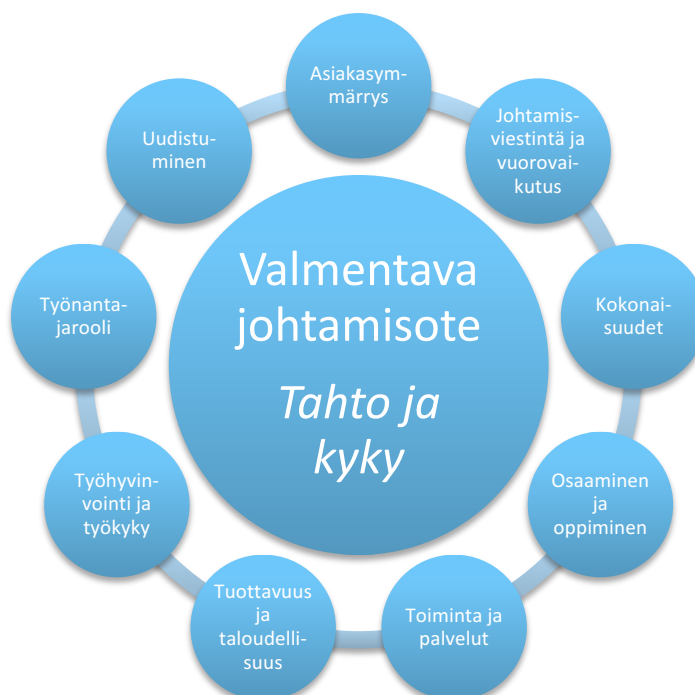 Asiakasym-
märrys
Johtamis-
viestintä ja
vuorovai-
kutus
Kokonai-
suudet
Osaaminen
ja
oppiminen
Toiminta ja
palvelut
Tuottavuus
ja
taloudelli-
suus
Työhyvin-
vointi ja
työkyky
Työnanta-
jarooli
Uudistu-
minen
Valmentava
johtamisote
Tahto ja
kyky